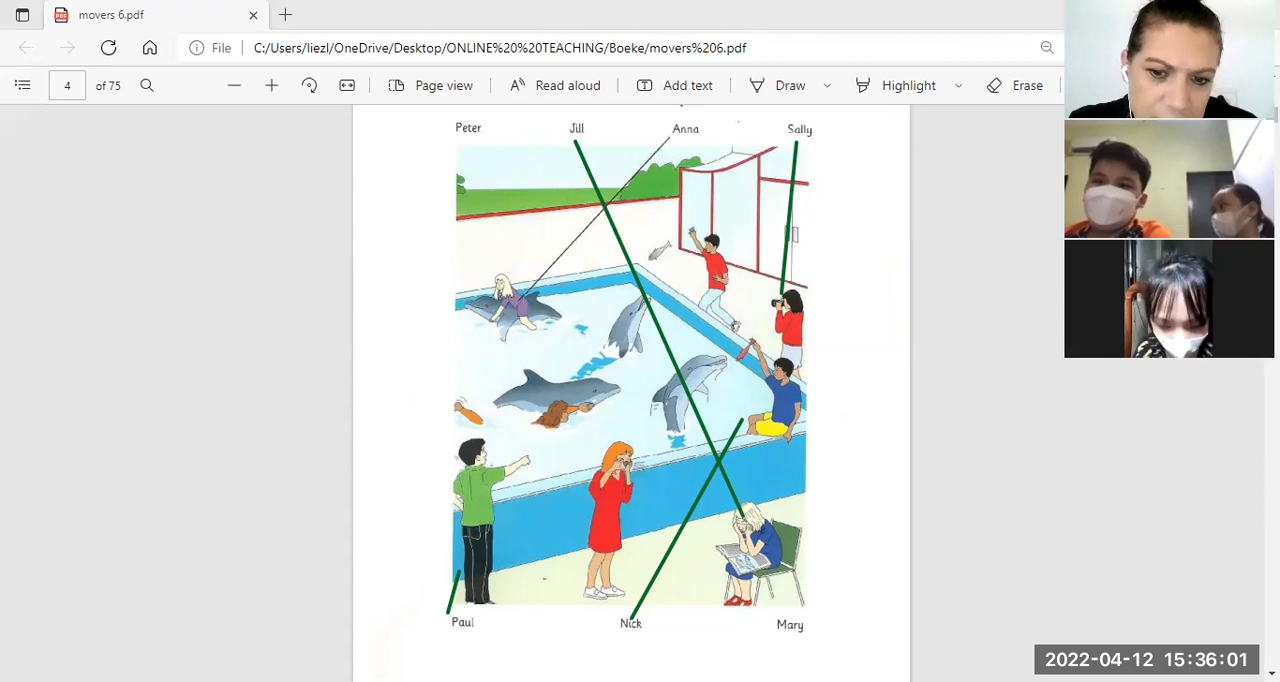 movers 6.pdf
File C:/Users/liezl/OneDrive/Desktop/ONLINE%20%20TEACHING/Boeke/movers%206.pdf
4 of 75 Page view Read aloud Add text Draw Highlight Erase
Peter Jill Anna Sally
Paul Nick Mary
2022-04-12 15:36:01